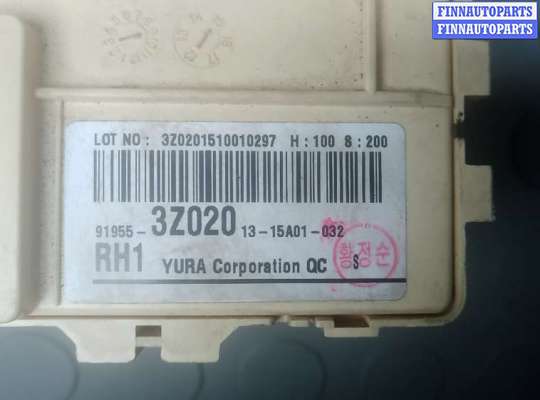 FINNAUTOPARTS
FINNAUTOPARTS
LOT NO : 3Z0201510010297 H : 100 8 : 200
91955-3Z020 13-15A01-032
RH1 YURA Corporation QC S
황정순